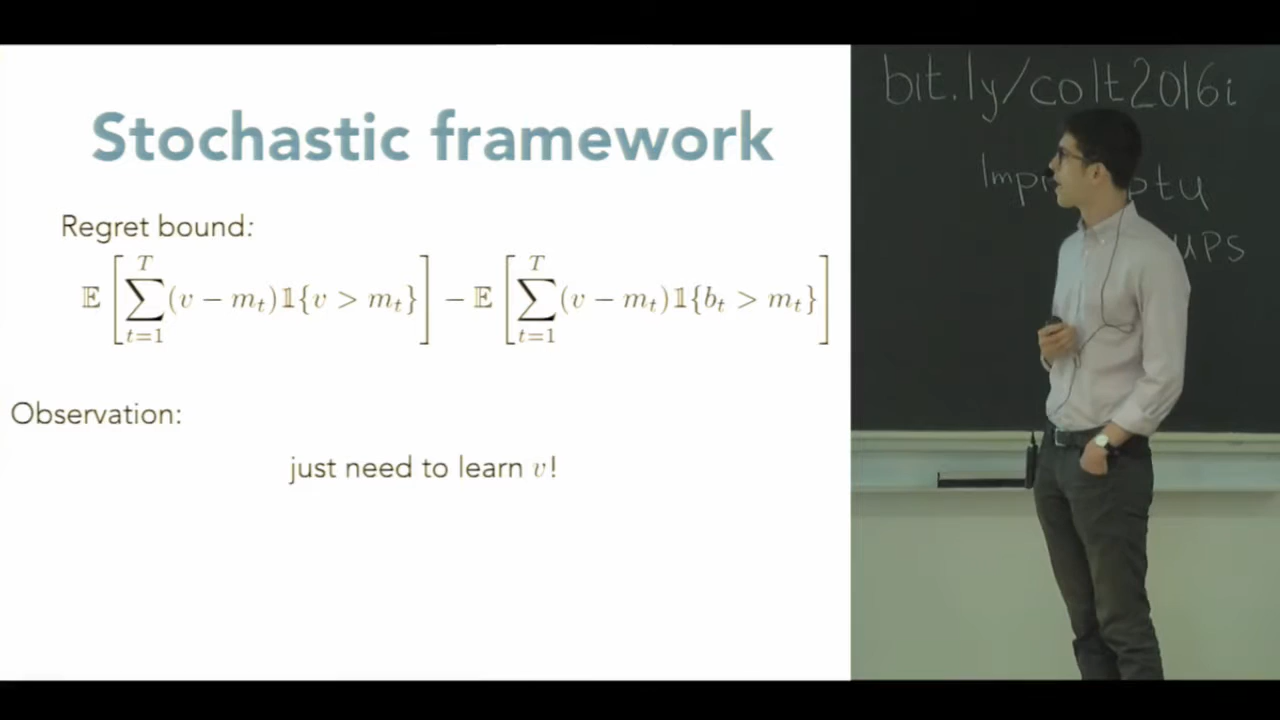 Stochastic framework
Regret bound:
𝔼 [∑_{t=1}^{T} (v − m_t)𝟙{v > m_t}] − 𝔼 [∑_{t=1}^{T} (v − m_t)𝟙{b_t > m_t}]
Observation:
just need to learn v!
bit.ly/colt2016i